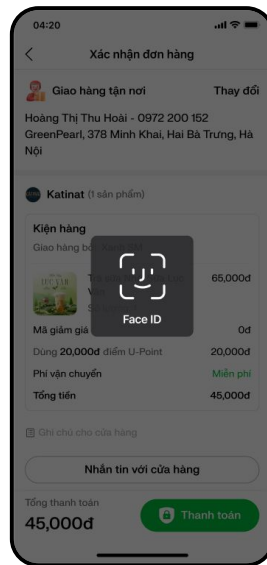 04:20
Xác nhận đơn hàng
Giao hàng tận nơi Thay đổi
Hoàng Thị Thu Hoài - 0972 200 152
GreenPearl, 378 Minh Khai, Hai Bà Trưng, Hà
Nội
Katinat (1 sản phẩm)
Kiện hàng
Giao hàng bởi
65,000đ
Face ID
Mã giảm giá 0đ
Dùng 20,000đ điểm U-Point 20,000đ
Phí vận chuyển Miễn phí
Tổng tiền 45,000đ
Ghi chú cho cửa hàng
Nhắn tin với cửa hàng
Tổng thanh toán
45,000đ
Thanh toán